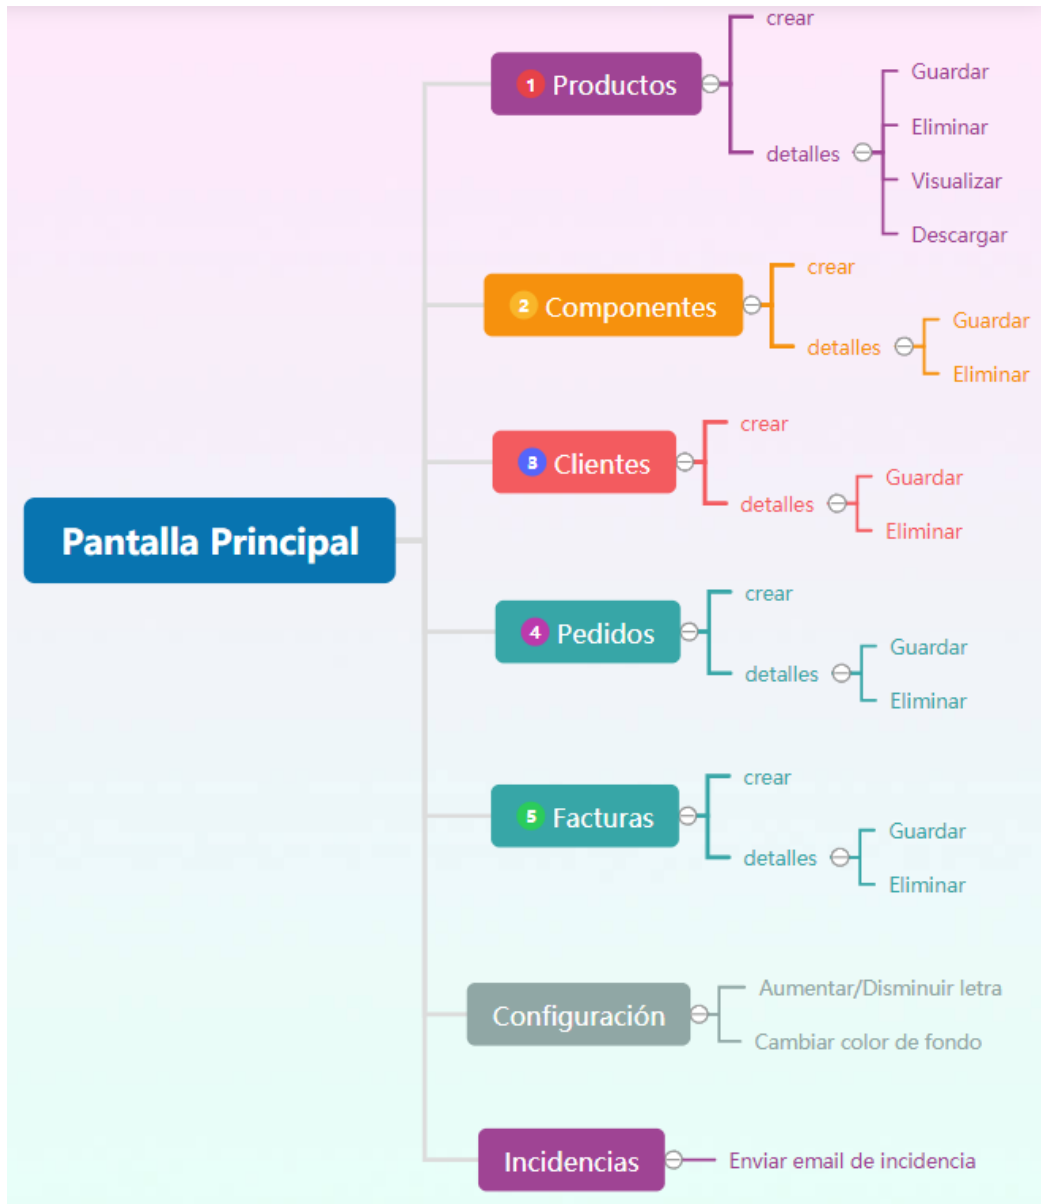 crear
1 Productos
Guardar
Eliminar
detalles
Visualizar
Descargar
crear
2 Componentes
Guardar
detalles
Eliminar
crear
3 Clientes
Guardar
detalles
Eliminar
Pantalla Principal
crear
4 Pedidos
Guardar
detalles
Eliminar
crear
5 Facturas
Guardar
detalles
Eliminar
Aumentar/Disminuir letra
Configuración
Cambiar color de fondo
Incidencias
Enviar email de incidencia